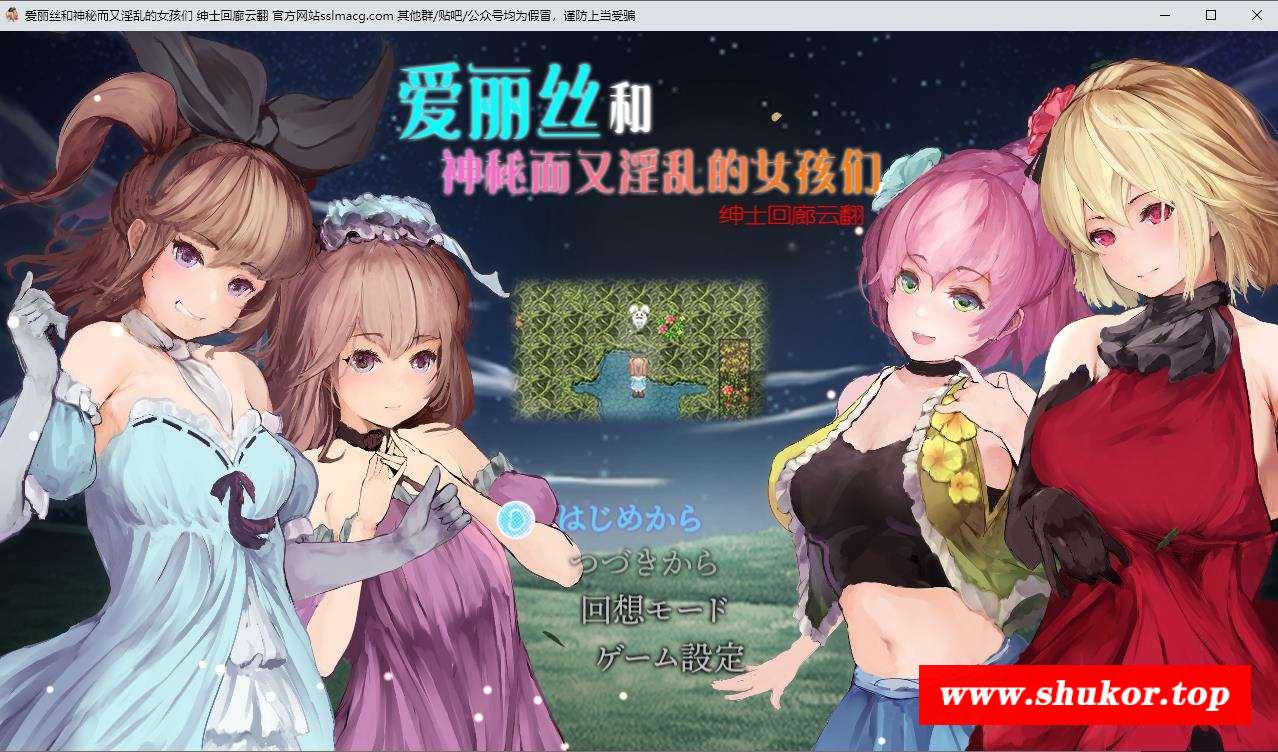 爱丽丝和神秘而又淫乱的女孩们 绅士回廊云翻 官方网站sslmacg.com 其他群/贴吧/公众号均为假冒，谨防上当受骗
爱丽丝和
神秘而又淫乱的女孩们
绅士回廊云翻
はじめから
つづきから
回想モード
ゲーム設定
www.shukor.top